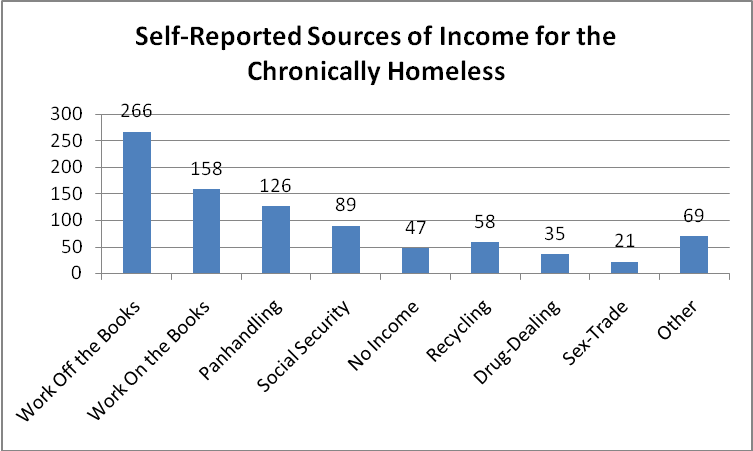 Self-Reported Sources of Income for the
Chronically Homeless
300
250
200
150
100
50
0
266
158
126
89
47
58
35
21
69
Work Off the Books
Work On the Books
Panhandling
Social Security
No Income
Recycling
Drug-Dealing
Sex-Trade
Other